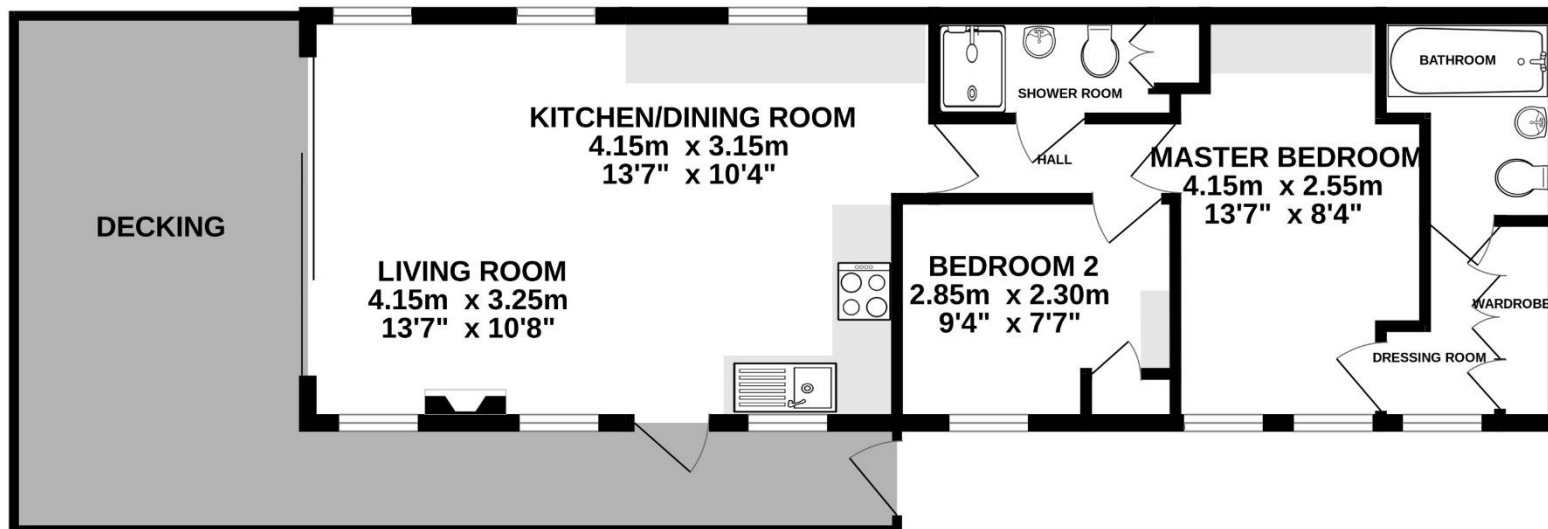 BATHROOM
SHOWER ROOM
KITCHEN/DINING ROOM
4.15m x 3.15m
13'7" x 10'4"
HALL
MASTER BEDROOM
4.15m x 2.55m
13'7" x 8'4"
DECKING
LIVING ROOM
4.15m x 3.25m
13'7" x 10'8"
BEDROOM 2
2.85m x 2.30m
9'4" x 7'7"
WARDROBE
DRESSING ROOM